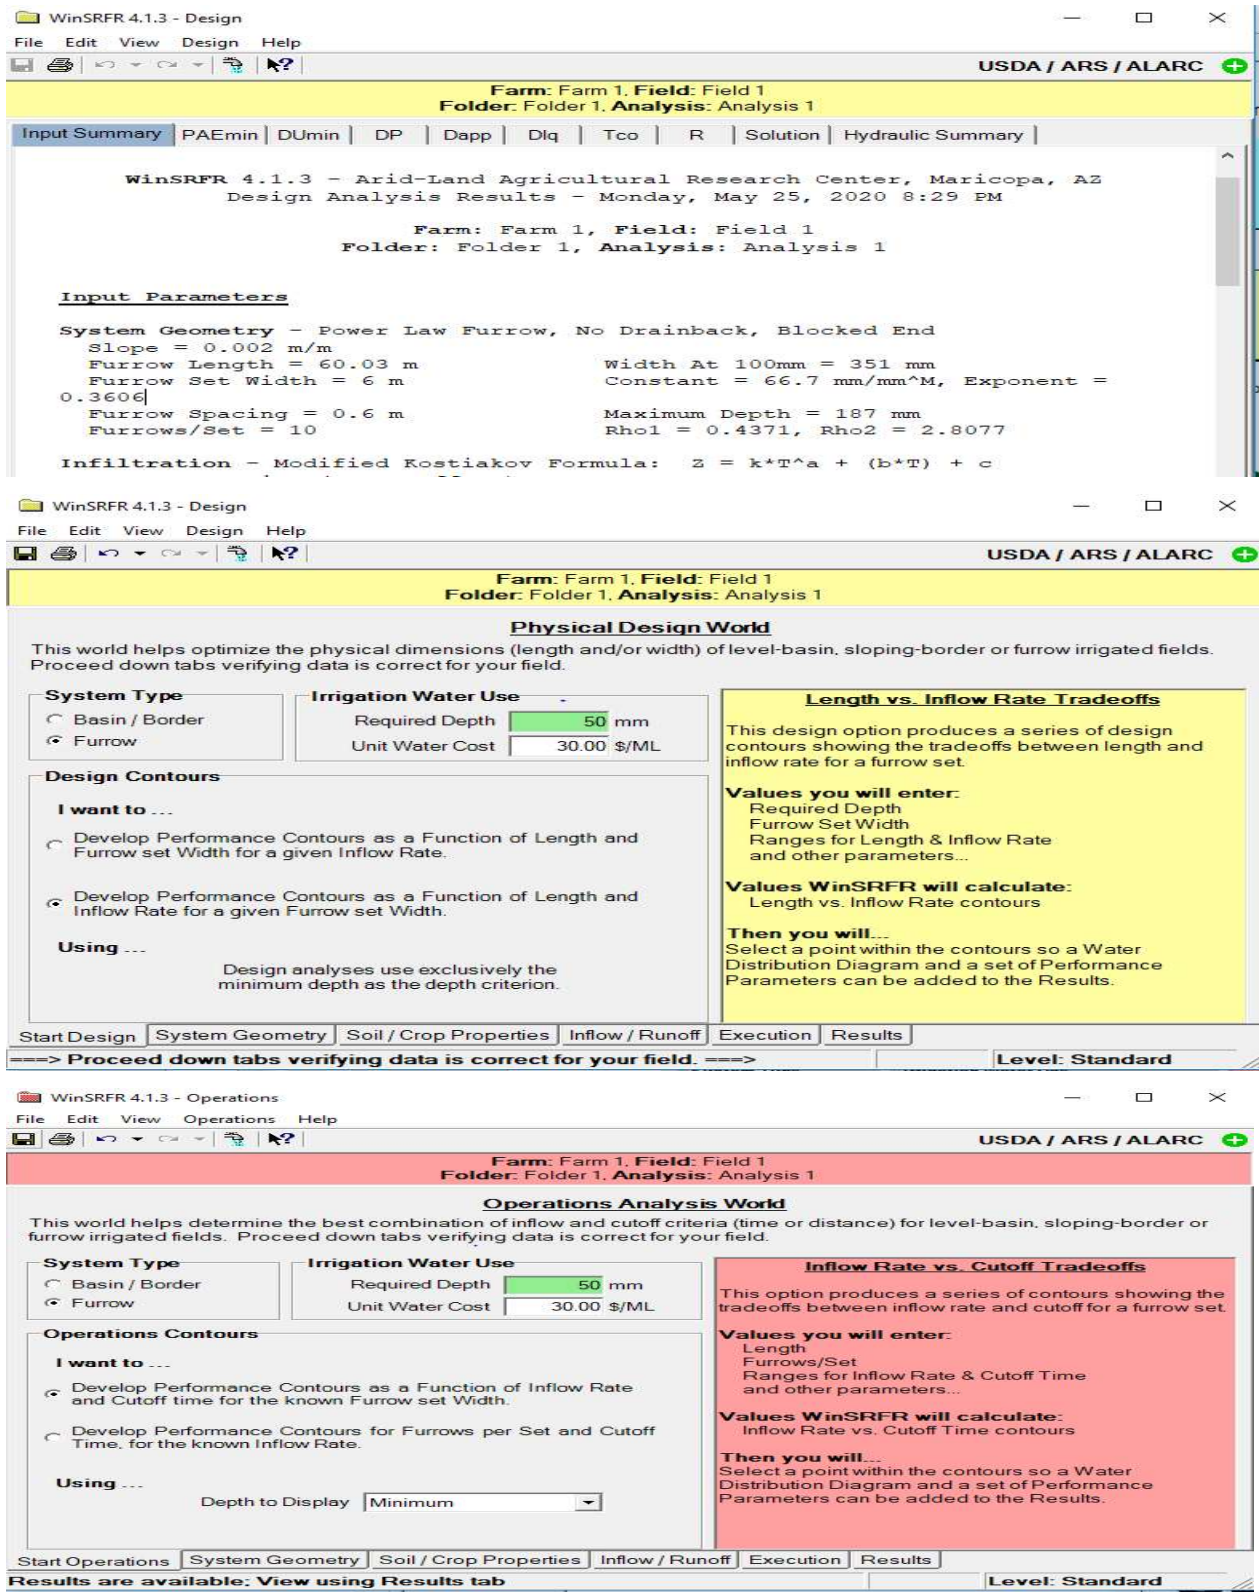 WinSRFR 4.1.3 - Design
File Edit View Design Help
USDA / ARS / ALARC
Farm: Farm 1, Field: Field 1
Folder: Folder 1, Analysis: Analysis 1
Input Summary PAEmin DUmin DP Dapp Dlq Tco R Solution Hydraulic Summary
WinSRFR 4.1.3 - Arid-Land Agricultural Research Center, Maricopa, AZ
Design Analysis Results - Monday, May 25, 2020 8:29 PM
Farm: Farm 1, Field: Field 1
Folder: Folder 1, Analysis: Analysis 1
Input Parameters
System Geometry - Power Law Furrow, No Drainback, Blocked End
Slope = 0.002 m/m
Furrow Length = 60.03 m Width At 100mm = 351 mm
Furrow Set Width = 6 m Constant = 66.7 mm/mm^M, Exponent =
0.3606
Furrow Spacing = 0.6 m Maximum Depth = 187 mm
Furrows/Set = 10 Rho1 = 0.4371, Rho2 = 2.8077
Infiltration - Modified Kostiakov Formula: Z = k*T^a + (b*T) + c
WinSRFR 4.1.3 - Design
File Edit View Design Help
USDA / ARS / ALARC
Farm: Farm 1, Field: Field 1
Folder: Folder 1, Analysis: Analysis 1
Physical Design World
This world helps optimize the physical dimensions (length and/or width) of level-basin, sloping-border or furrow irrigated fields.
Proceed down tabs verifying data is correct for your field.
System Type
Basin / Border
Furrow
Irrigation Water Use
Required Depth 50 mm
Unit Water Cost 30.00 $/ML
Design Contours
I want to ...
Develop Performance Contours as a Function of Length and
Furrow set Width for a given Inflow Rate.
Develop Performance Contours as a Function of Length and
Inflow Rate for a given Furrow set Width.
Using ...
Design analyses use exclusively the
minimum depth as the depth criterion.
Length vs. Inflow Rate Tradeoffs
This design option produces a series of design
contours showing the tradeoffs between length and
inflow rate for a furrow set.
Values you will enter:
Required Depth
Furrow Set Width
Ranges for Length & Inflow Rate
and other parameters...
Values WinSRFR will calculate:
Length vs. Inflow Rate contours
Then you will...
Select a point within the contours so a Water
Distribution Diagram and a set of Performance
Parameters can be added to the Results.
Start Design System Geometry Soil / Crop Properties Inflow / Runoff Execution Results
===> Proceed down tabs verifying data is correct for your field. ===>
Level: Standard
WinSRFR 4.1.3 - Operations
File Edit View Operations Help
USDA / ARS / ALARC
Farm: Farm 1, Field: Field 1
Folder: Folder 1, Analysis: Analysis 1
Operations Analysis World
This world helps determine the best combination of inflow and cutoff criteria (time or distance) for level-basin, sloping-border or
furrow irrigated fields. Proceed down tabs verifying data is correct for your field.
System Type
Basin / Border
Furrow
Irrigation Water Use
Required Depth 50 mm
Unit Water Cost 30.00 $/ML
Operations Contours
I want to ...
Develop Performance Contours as a Function of Inflow Rate
and Cutoff time for the known Furrow set Width.
Develop Performance Contours for Furrows per Set and Cutoff
Time, for the known Inflow Rate.
Using ...
Depth to Display Minimum
Inflow Rate vs. Cutoff Tradeoffs
This option produces a series of contours showing the
tradeoffs between inflow rate and cutoff for a furrow set.
Values you will enter:
Length
Furrows/Set
Ranges for Inflow Rate & Cutoff Time
and other parameters...
Values WinSRFR will calculate:
Inflow Rate vs. Cutoff Time contours
Then you will...
Select a point within the contours so a Water
Distribution Diagram and a set of Performance
Parameters can be added to the Results.
Start Operations System Geometry Soil / Crop Properties Inflow / Runoff Execution Results
Results are available; View using Results tab
Level: Standard